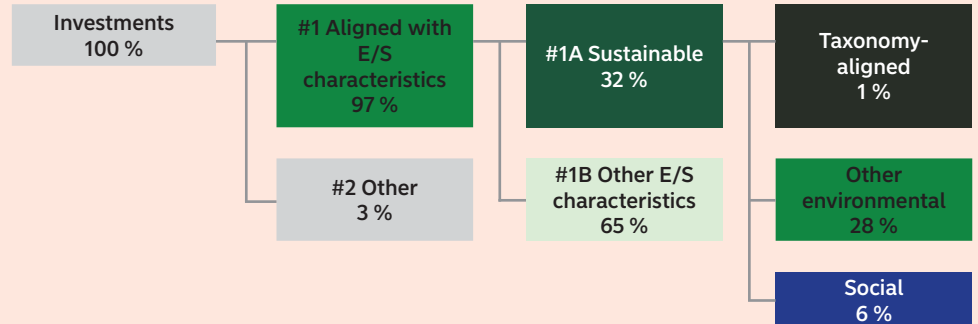 Investments
100 %
#1 Aligned with
E/S
characteristics
97 %
#2 Other
3 %
#1A Sustainable
32 %
#1B Other E/S
characteristics
65 %
Taxonomy-
aligned
1 %
Other
environmental
28 %
Social
6 %